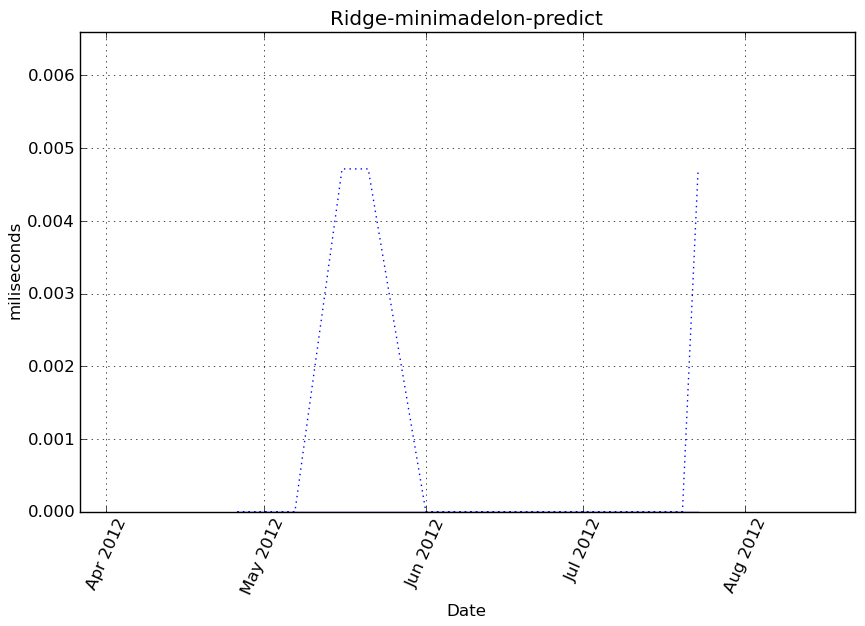 Ridge-minimadelon-predict
0.006
0.005
0.004
0.003
0.002
0.001
0.000
miliseconds
Apr 2012
May 2012
Jun 2012
Jul 2012
Aug 2012
Date